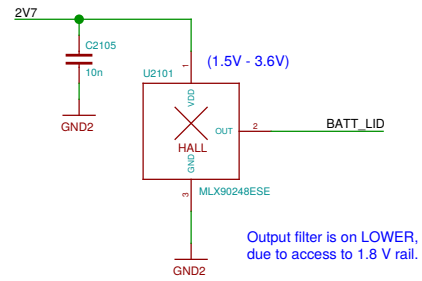 2V7
C2105
10n
GND2
U2101
(1.5V - 3.6V)
1
VDD
OUT
2
BATT_LID
HALL
GND
3
MLX90248ESE
GND2
Output filter is on LOWER,
due to access to 1.8 V rail.